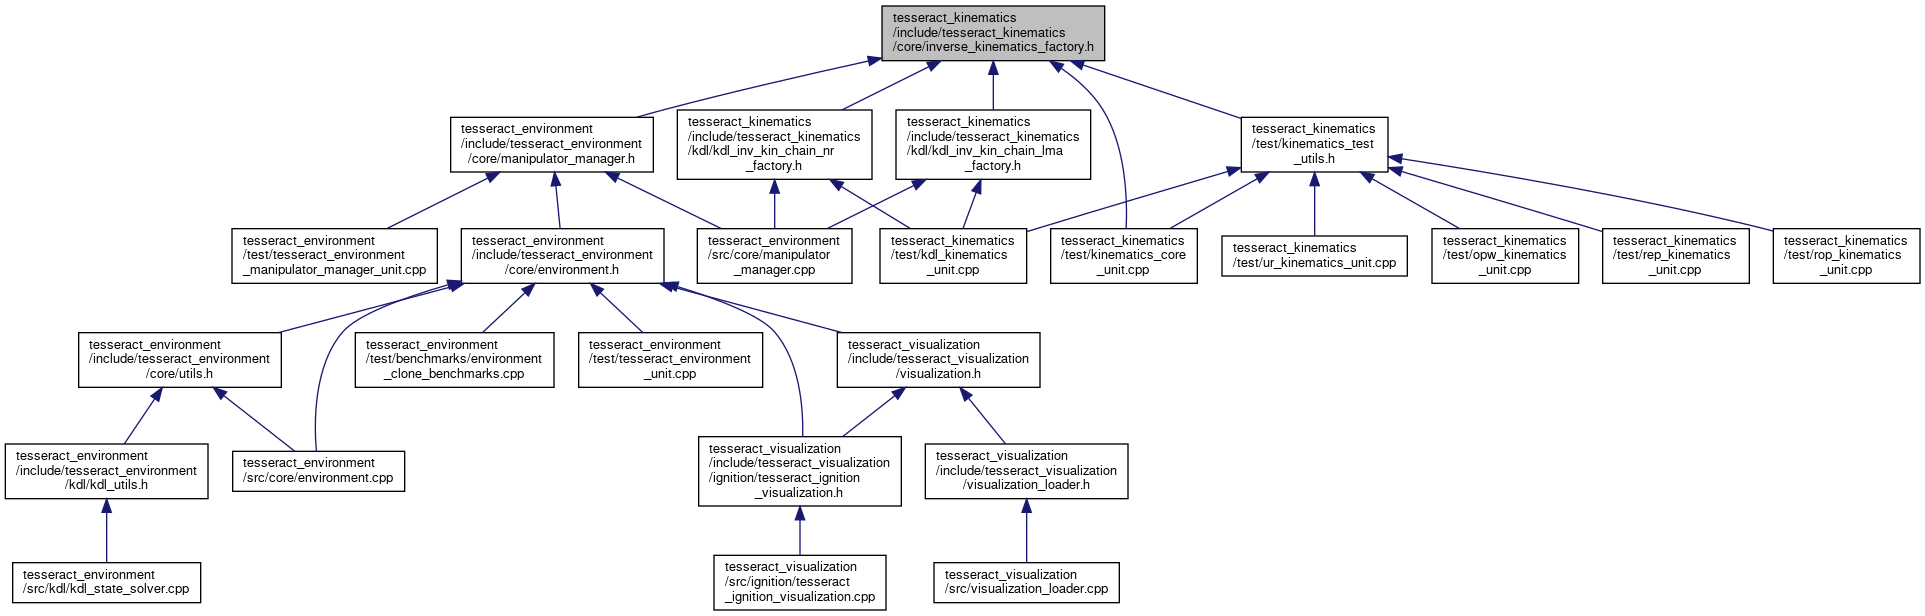 tesseract_kinematics
/include/tesseract_kinematics
/core/inverse_kinematics_factory.h
tesseract_environment
/include/tesseract_environment
/core/manipulator_manager.h
tesseract_kinematics
/include/tesseract_kinematics
/kdl/kdl_inv_kin_chain_nr
_factory.h
tesseract_kinematics
/include/tesseract_kinematics
/kdl/kdl_inv_kin_chain_lma
_factory.h
tesseract_kinematics
/test/kinematics_test
_utils.h
tesseract_environment
/test/tesseract_environment
_manipulator_manager_unit.cpp
tesseract_environment
/include/tesseract_environment
/core/environment.h
tesseract_environment
/src/core/manipulator
_manager.cpp
tesseract_kinematics
/test/kdl_kinematics
_unit.cpp
tesseract_kinematics
/test/kinematics_core
_unit.cpp
tesseract_kinematics
/test/ur_kinematics_unit.cpp
tesseract_kinematics
/test/opw_kinematics
_unit.cpp
tesseract_kinematics
/test/rep_kinematics
_unit.cpp
tesseract_kinematics
/test/rop_kinematics
_unit.cpp
tesseract_environment
/include/tesseract_environment
/core/utils.h
tesseract_environment
/test/benchmarks/environment
_clone_benchmarks.cpp
tesseract_environment
/test/tesseract_environment
_unit.cpp
tesseract_visualization
/include/tesseract_visualization
/visualization.h
tesseract_environment
/include/tesseract_environment
/kdl/kdl_utils.h
tesseract_environment
/src/core/environment.cpp
tesseract_visualization
/include/tesseract_visualization
/ignition/tesseract_ignition
_visualization.h
tesseract_visualization
/include/tesseract_visualization
/visualization_loader.h
tesseract_environment
/src/kdl/kdl_state_solver.cpp
tesseract_visualization
/src/ignition/tesseract
_ignition_visualization.cpp
tesseract_visualization
/src/visualization_loader.cpp